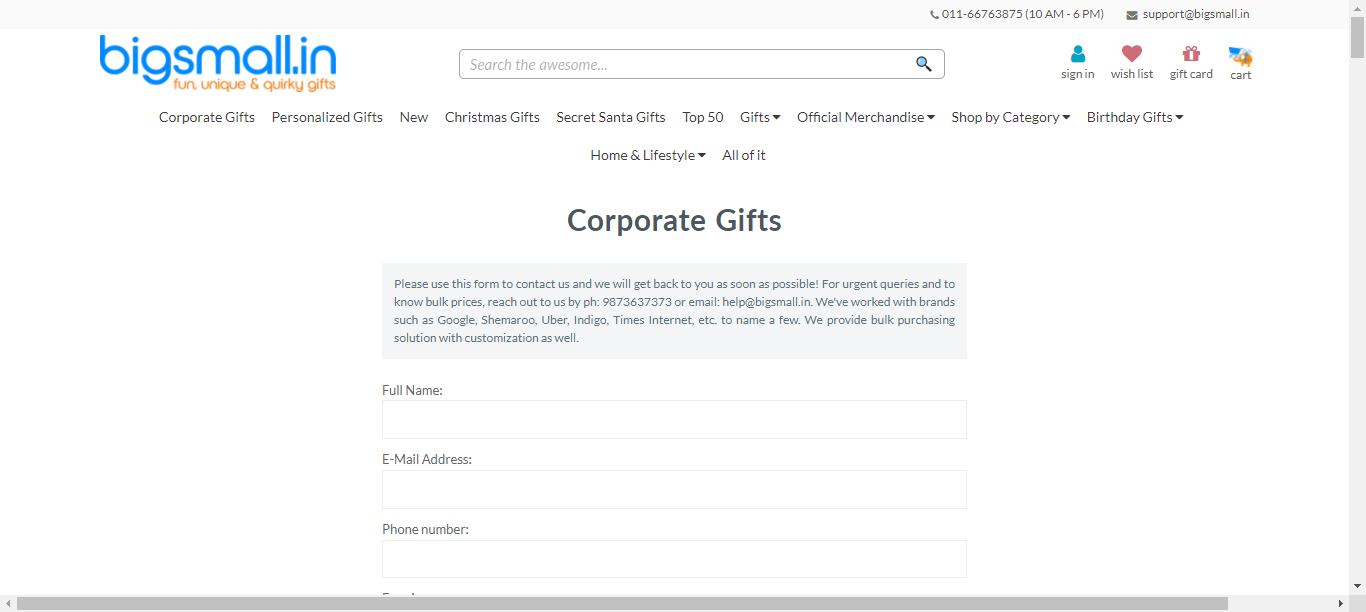 011-66763875 (10 AM - 6 PM) support@bigsmall.in
bigsmall.in
fun, unique & quirky gifts
Search the awesome...
sign in wish list gift card cart
Corporate Gifts Personalized Gifts New Christmas Gifts Secret Santa Gifts Top 50 Gifts Official Merchandise Shop by Category Birthday Gifts
Home & Lifestyle All of it
Corporate Gifts
Please use this form to contact us and we will get back to you as soon as possible! For urgent queries and to
know bulk prices, reach out to us by ph: 9873637373 or email: help@bigsmall.in. We've worked with brands
such as Google, Shemaroo, Uber, Indigo, Times Internet, etc. to name a few. We provide bulk purchasing
solution with customization as well.
Full Name:
E-Mail Address:
Phone number: